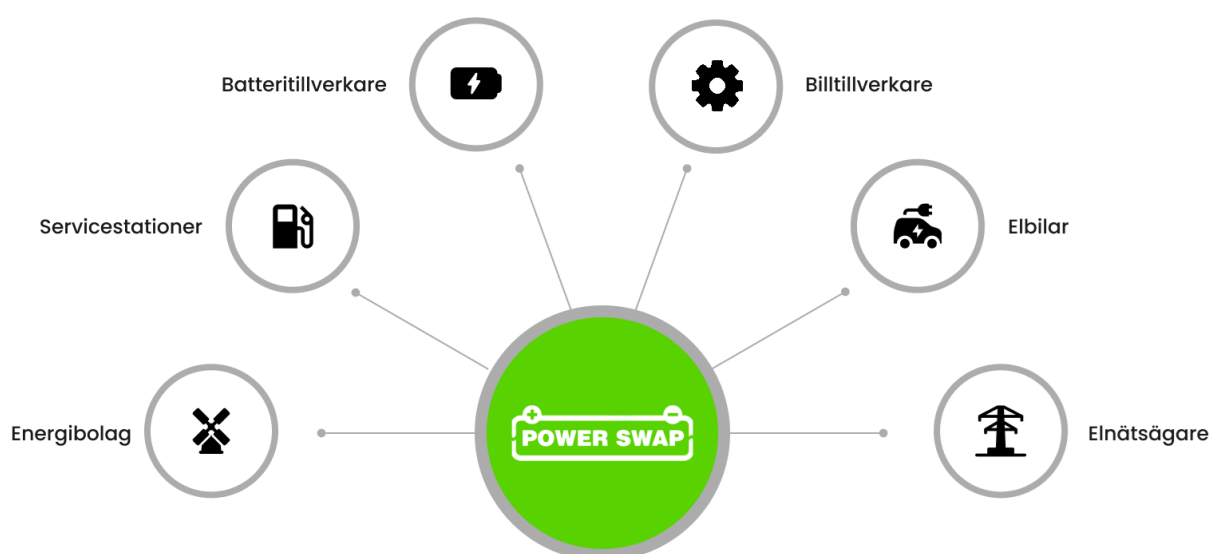 Batteritillverkare
Billtillverkare
Servicestationer
Elbilar
Energibolag
POWER SWAP
Elnätsägare